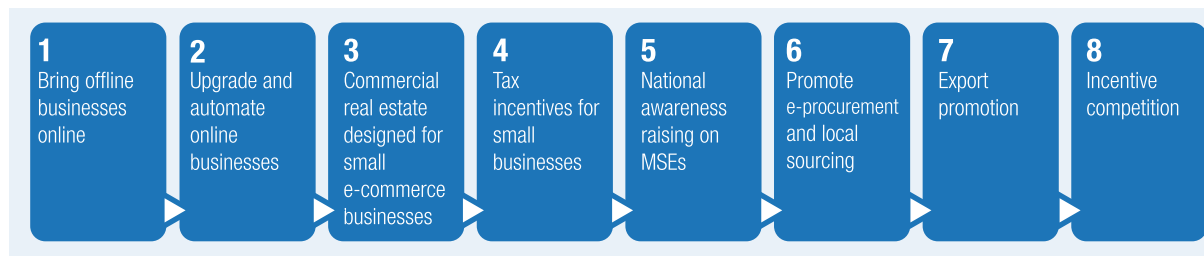 1
Bring offline
businesses
online
2
Upgrade and
automate
online
businesses
3
Commercial
real estate
designed for
small
e-commerce
businesses
4
Tax
incentives for
small
businesses
5
National
awareness
raising on
MSEs
6
Promote
e-procurement
and local
sourcing
7
Export
promotion
8
Incentive
competition